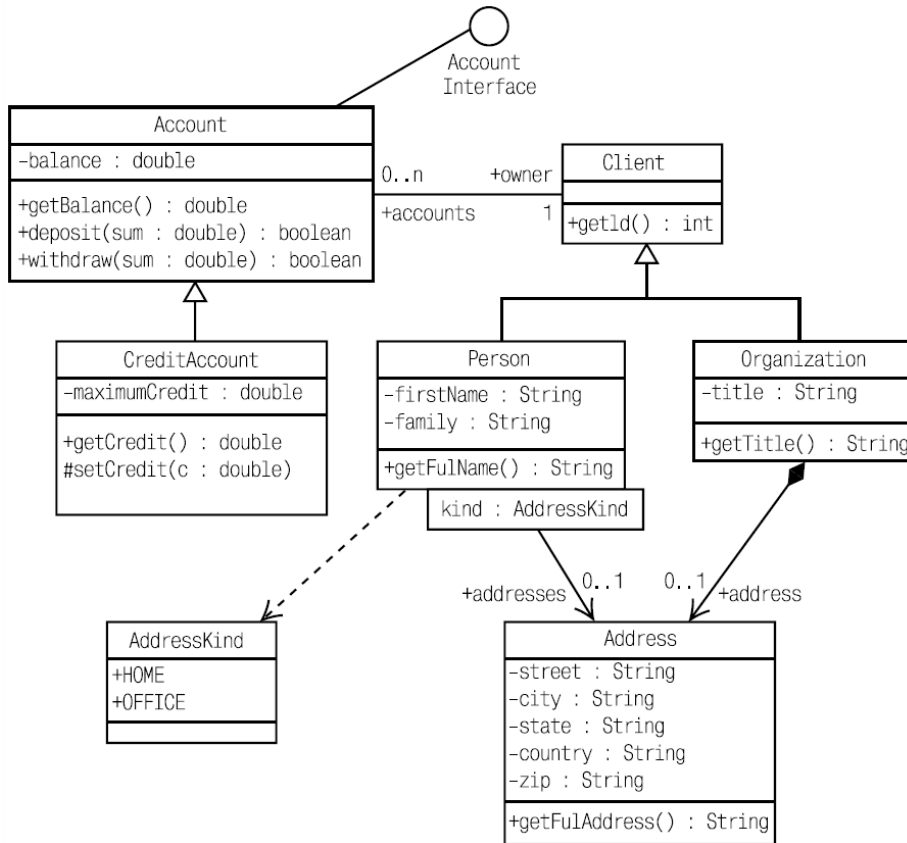 Account
Interface
Account
-balance : double
+getBalance() : double
+deposit(sum : double) : boolean
+withdraw(sum : double) : boolean
0..n
+owner
+accounts
1
Client
+getId() : int
CreditAccount
-maximumCredit : double
+getCredit() : double
#setCredit(c : double)
Person
-firstName : String
-family : String
+getFulName() : String
kind : AddressKind
Organization
-title : String
+getTitle() : String
+addresses
0..1
0..1
+address
AddressKind
+HOME
+OFFICE
Address
-street : String
-city : String
-state : String
-country : String
-zip : String
+getFulAddress() : String